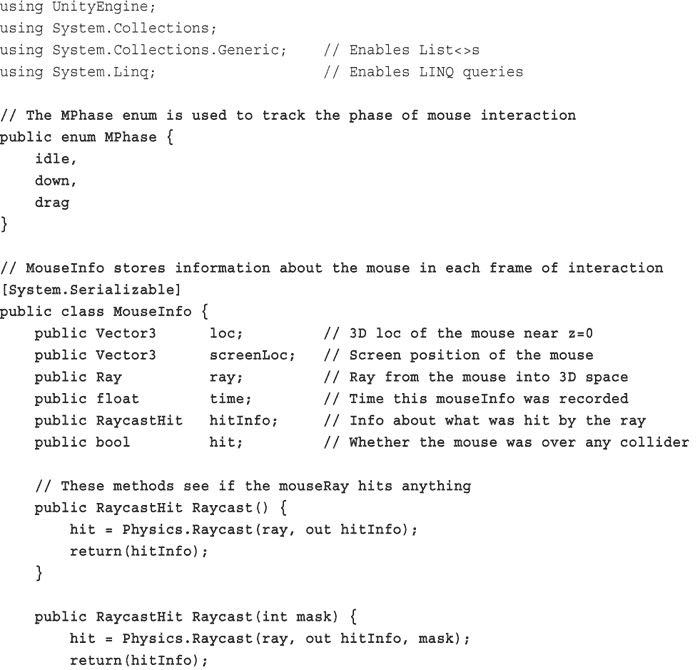 using UnityEngine;
using System.Collections;
using System.Collections.Generic;    // Enables List<>s
using System.Linq;                   // Enables LINQ queries

// The MPhase enum is used to track the phase of mouse interaction
public enum MPhase {
    idle,
    down,
    drag
}

// MouseInfo stores information about the mouse in each frame of interaction
[System.Serializable]
public class MouseInfo {
    public Vector3      loc;         // 3D loc of the mouse near z=0
    public Vector3      screenLoc;   // Screen position of the mouse
    public Ray          ray;         // Ray from the mouse into 3D space
    public float        time;        // Time this mouseInfo was recorded
    public RaycastHit   hitInfo;     // Info about what was hit by the ray
    public bool         hit;         // Whether the mouse was over any collider

    // These methods see if the mouseRay hits anything
    public RaycastHit Raycast() {
        hit = Physics.Raycast(ray, out hitInfo);
        return(hitInfo);
    }

    public RaycastHit Raycast(int mask) {
        hit = Physics.Raycast(ray, out hitInfo, mask);
        return(hitInfo);